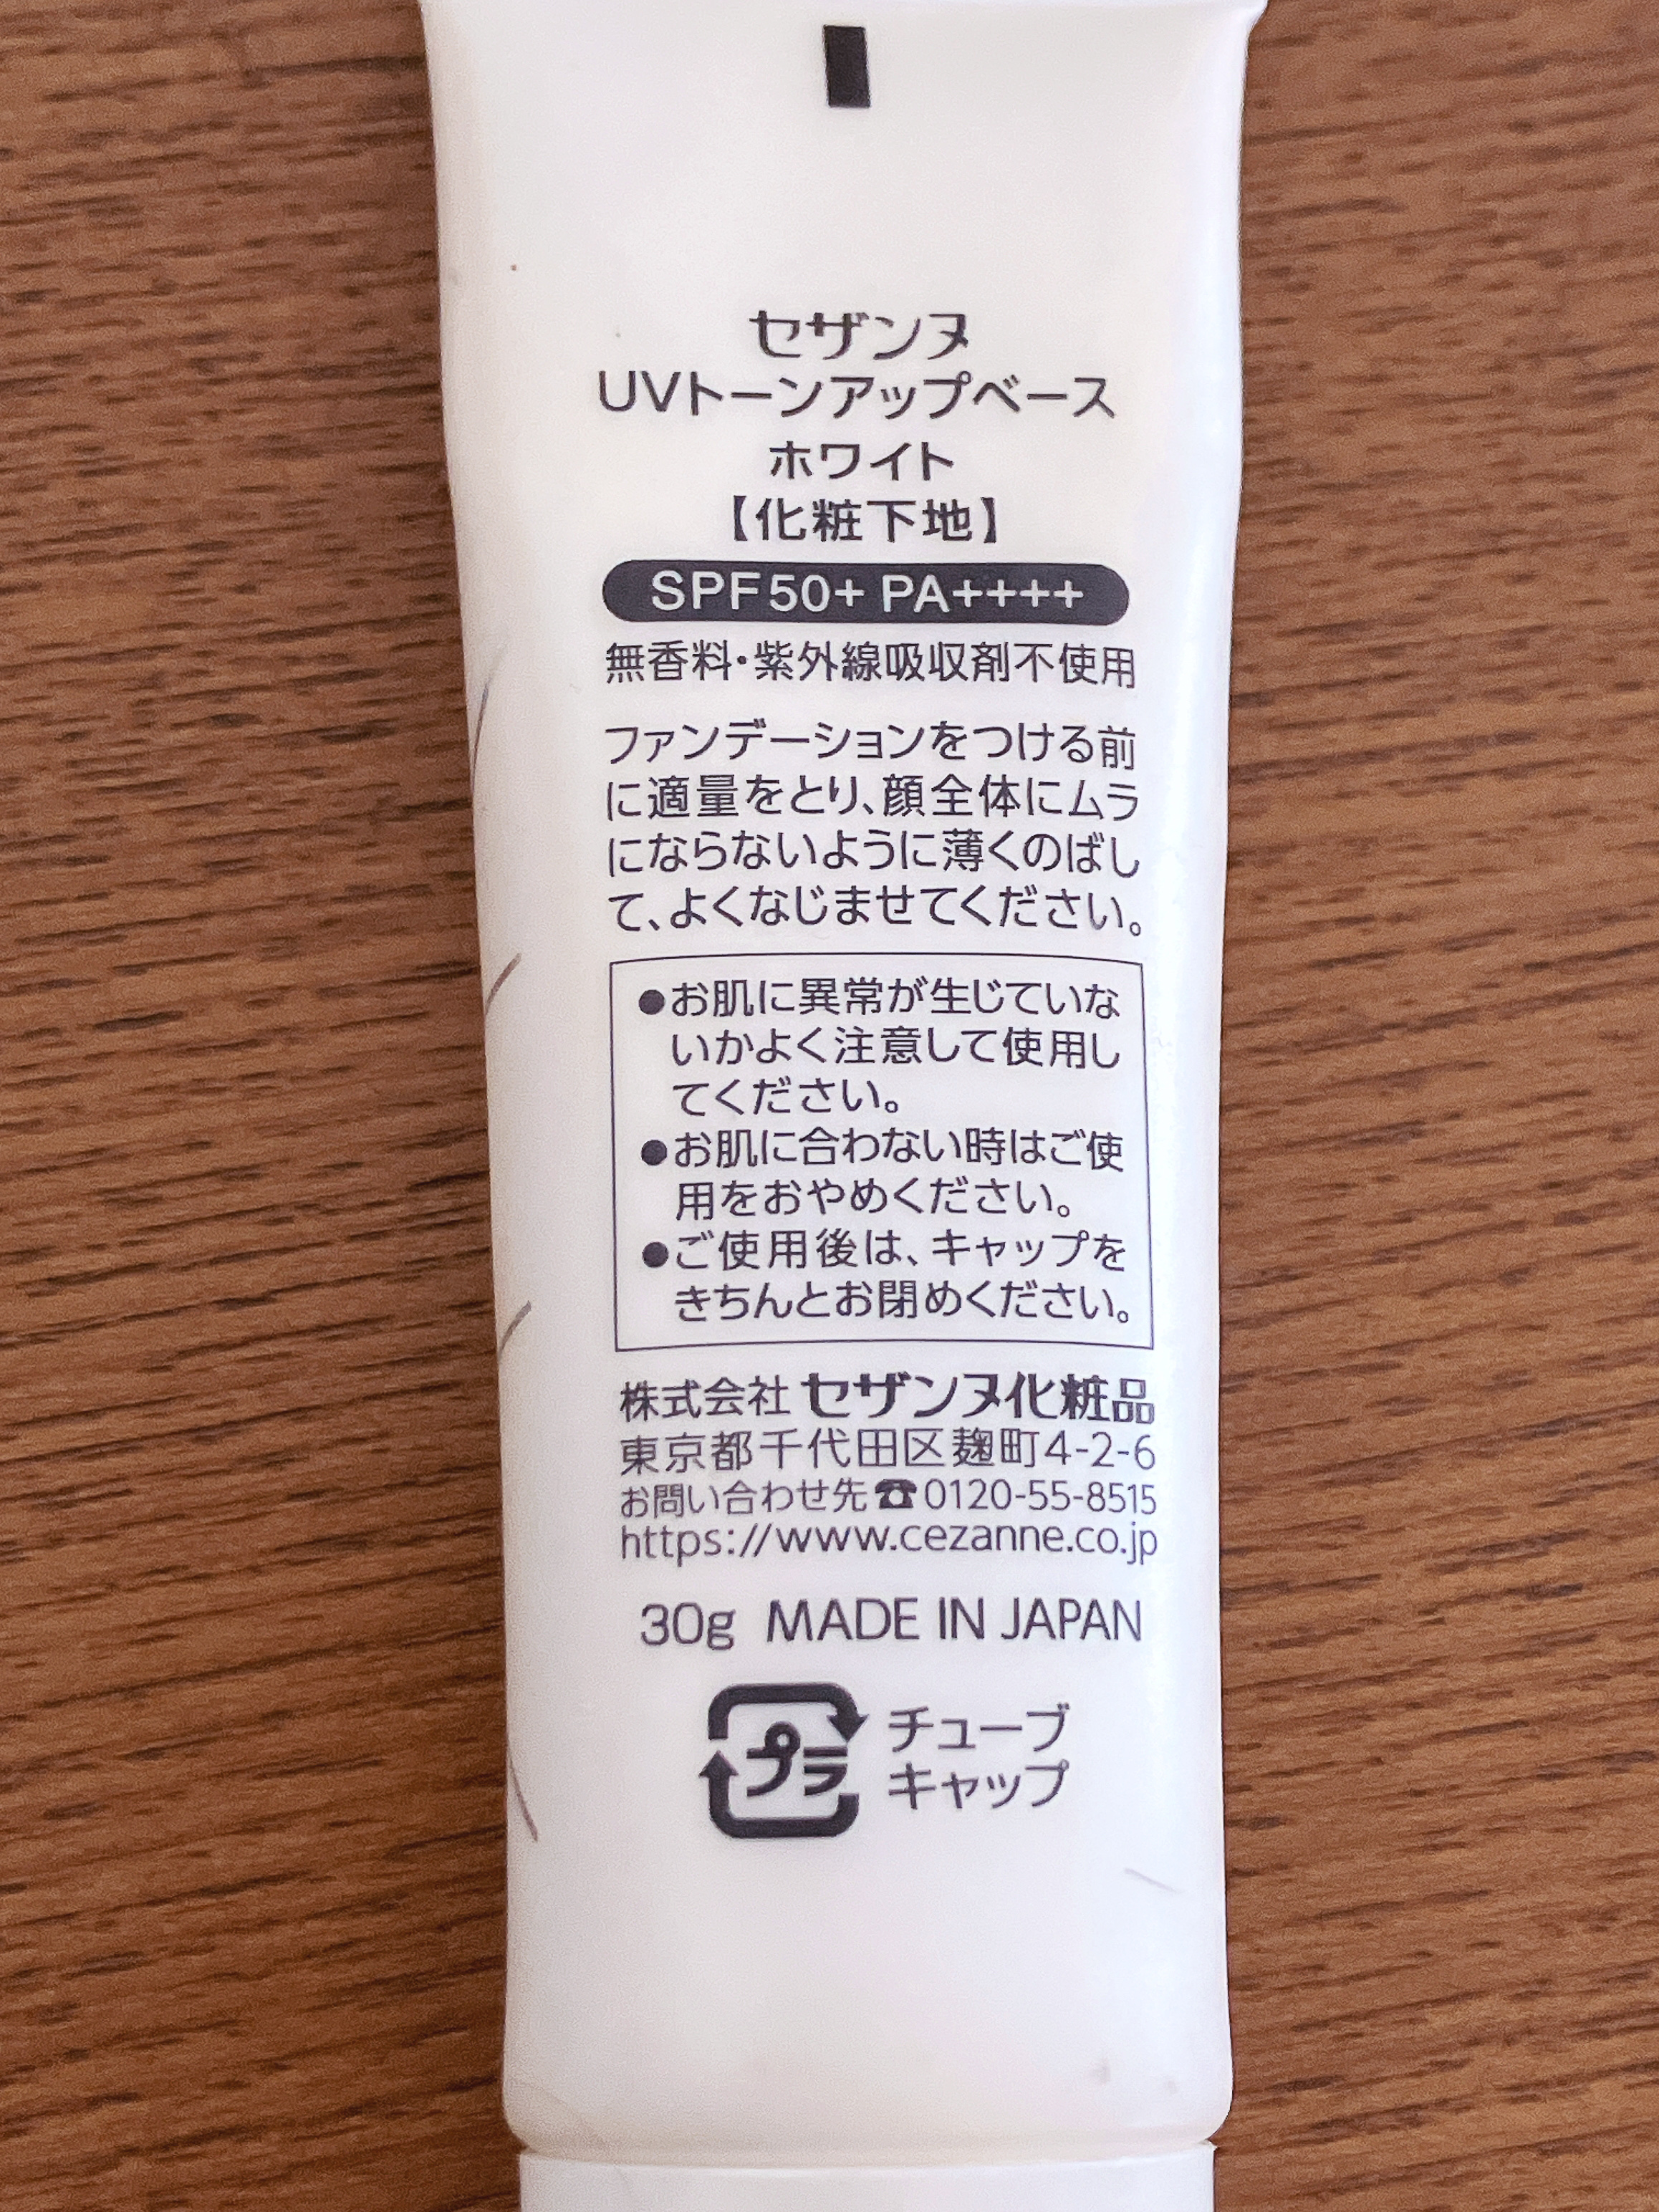 セザンヌ
UVトーンアップベース
ホワイト
【化粧下地】
SPF50+ PA++++
無香料・紫外線吸収剤不使用
ファンデーションをつける前
に適量をとり、顔全体にムラ
にならないように薄くのばし
て、よくなじませてください。
●お肌に異常が生じていな
いかよく注意して使用し
てください。
●お肌に合わない時はご使
用をおやめください。
●ご使用後は、キャップを
きちんとお閉めください。
株式会社 セザンヌ化粧品
東京都千代田区麹町4-2-6
お問い合わせ先☎0120-55-8515
https://www.cezanne.co.jp
30g MADE IN JAPAN
プラ チューブ
キャップ